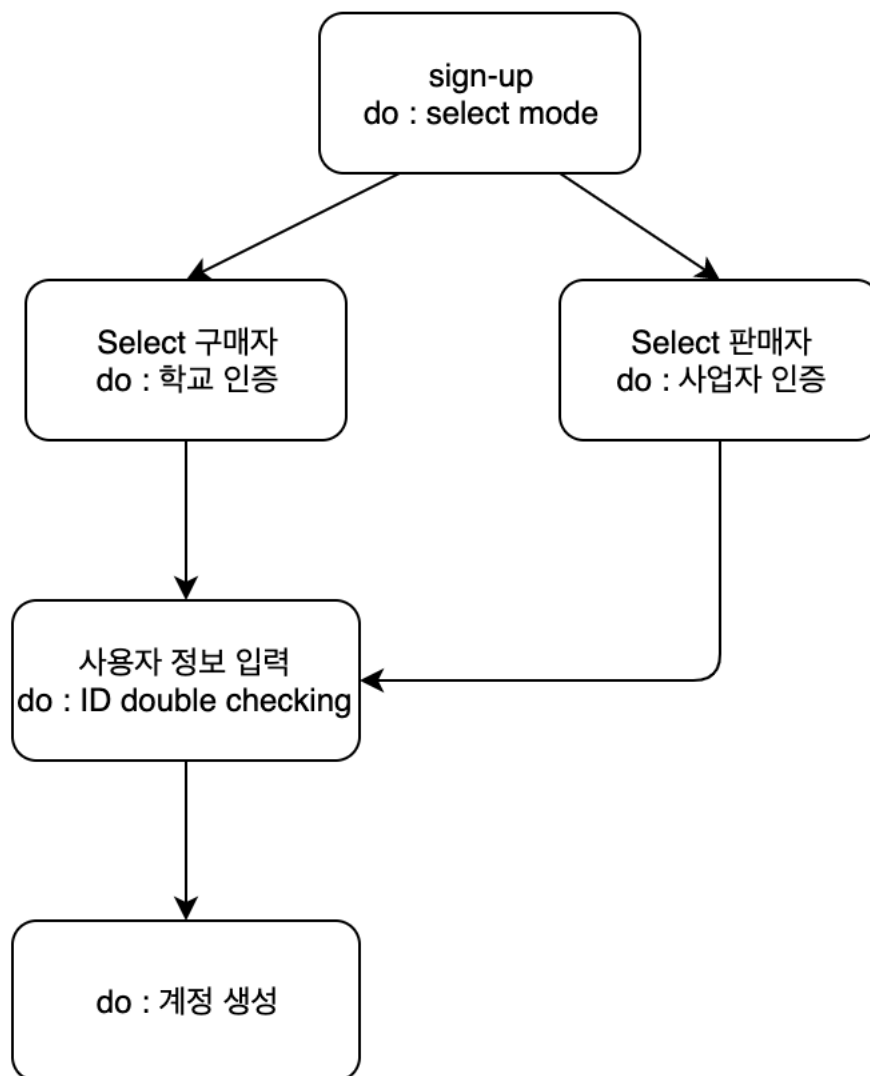 sign-up
do : select mode
Select 구매자
do : 학교 인증
Select 판매자
do : 사업자 인증
사용자 정보 입력
do : ID double checking
do : 계정 생성